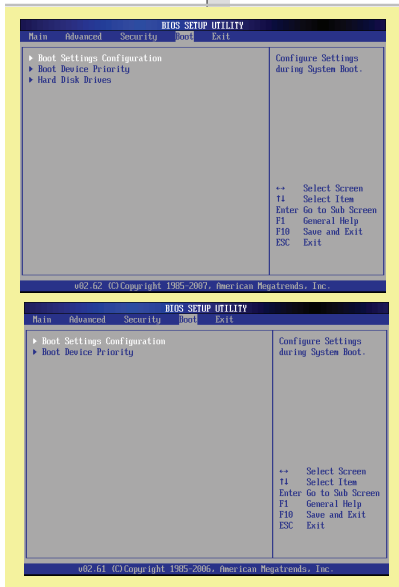 BIOS SETUP UTILITY
Main Advanced Security Boot Exit
Boot Settings Configuration
Boot Device Priority
Hard Disk Drives
Configure Settings
during System Boot.
↔ Select Screen
↑↓ Select Item
Enter Go to Sub Screen
F1 General Help
F10 Save and Exit
ESC Exit
v02.62 (C)Copyright 1985-2007, American Megatrends, Inc.
BIOS SETUP UTILITY
Main Advanced Security Boot Exit
Boot Settings Configuration
Boot Device Priority
Configure Settings
during System Boot.
↔ Select Screen
↑↓ Select Item
Enter Go to Sub Screen
F1 General Help
F10 Save and Exit
ESC Exit
v02.61 (C)Copyright 1985-2006, American Megatrends, Inc.